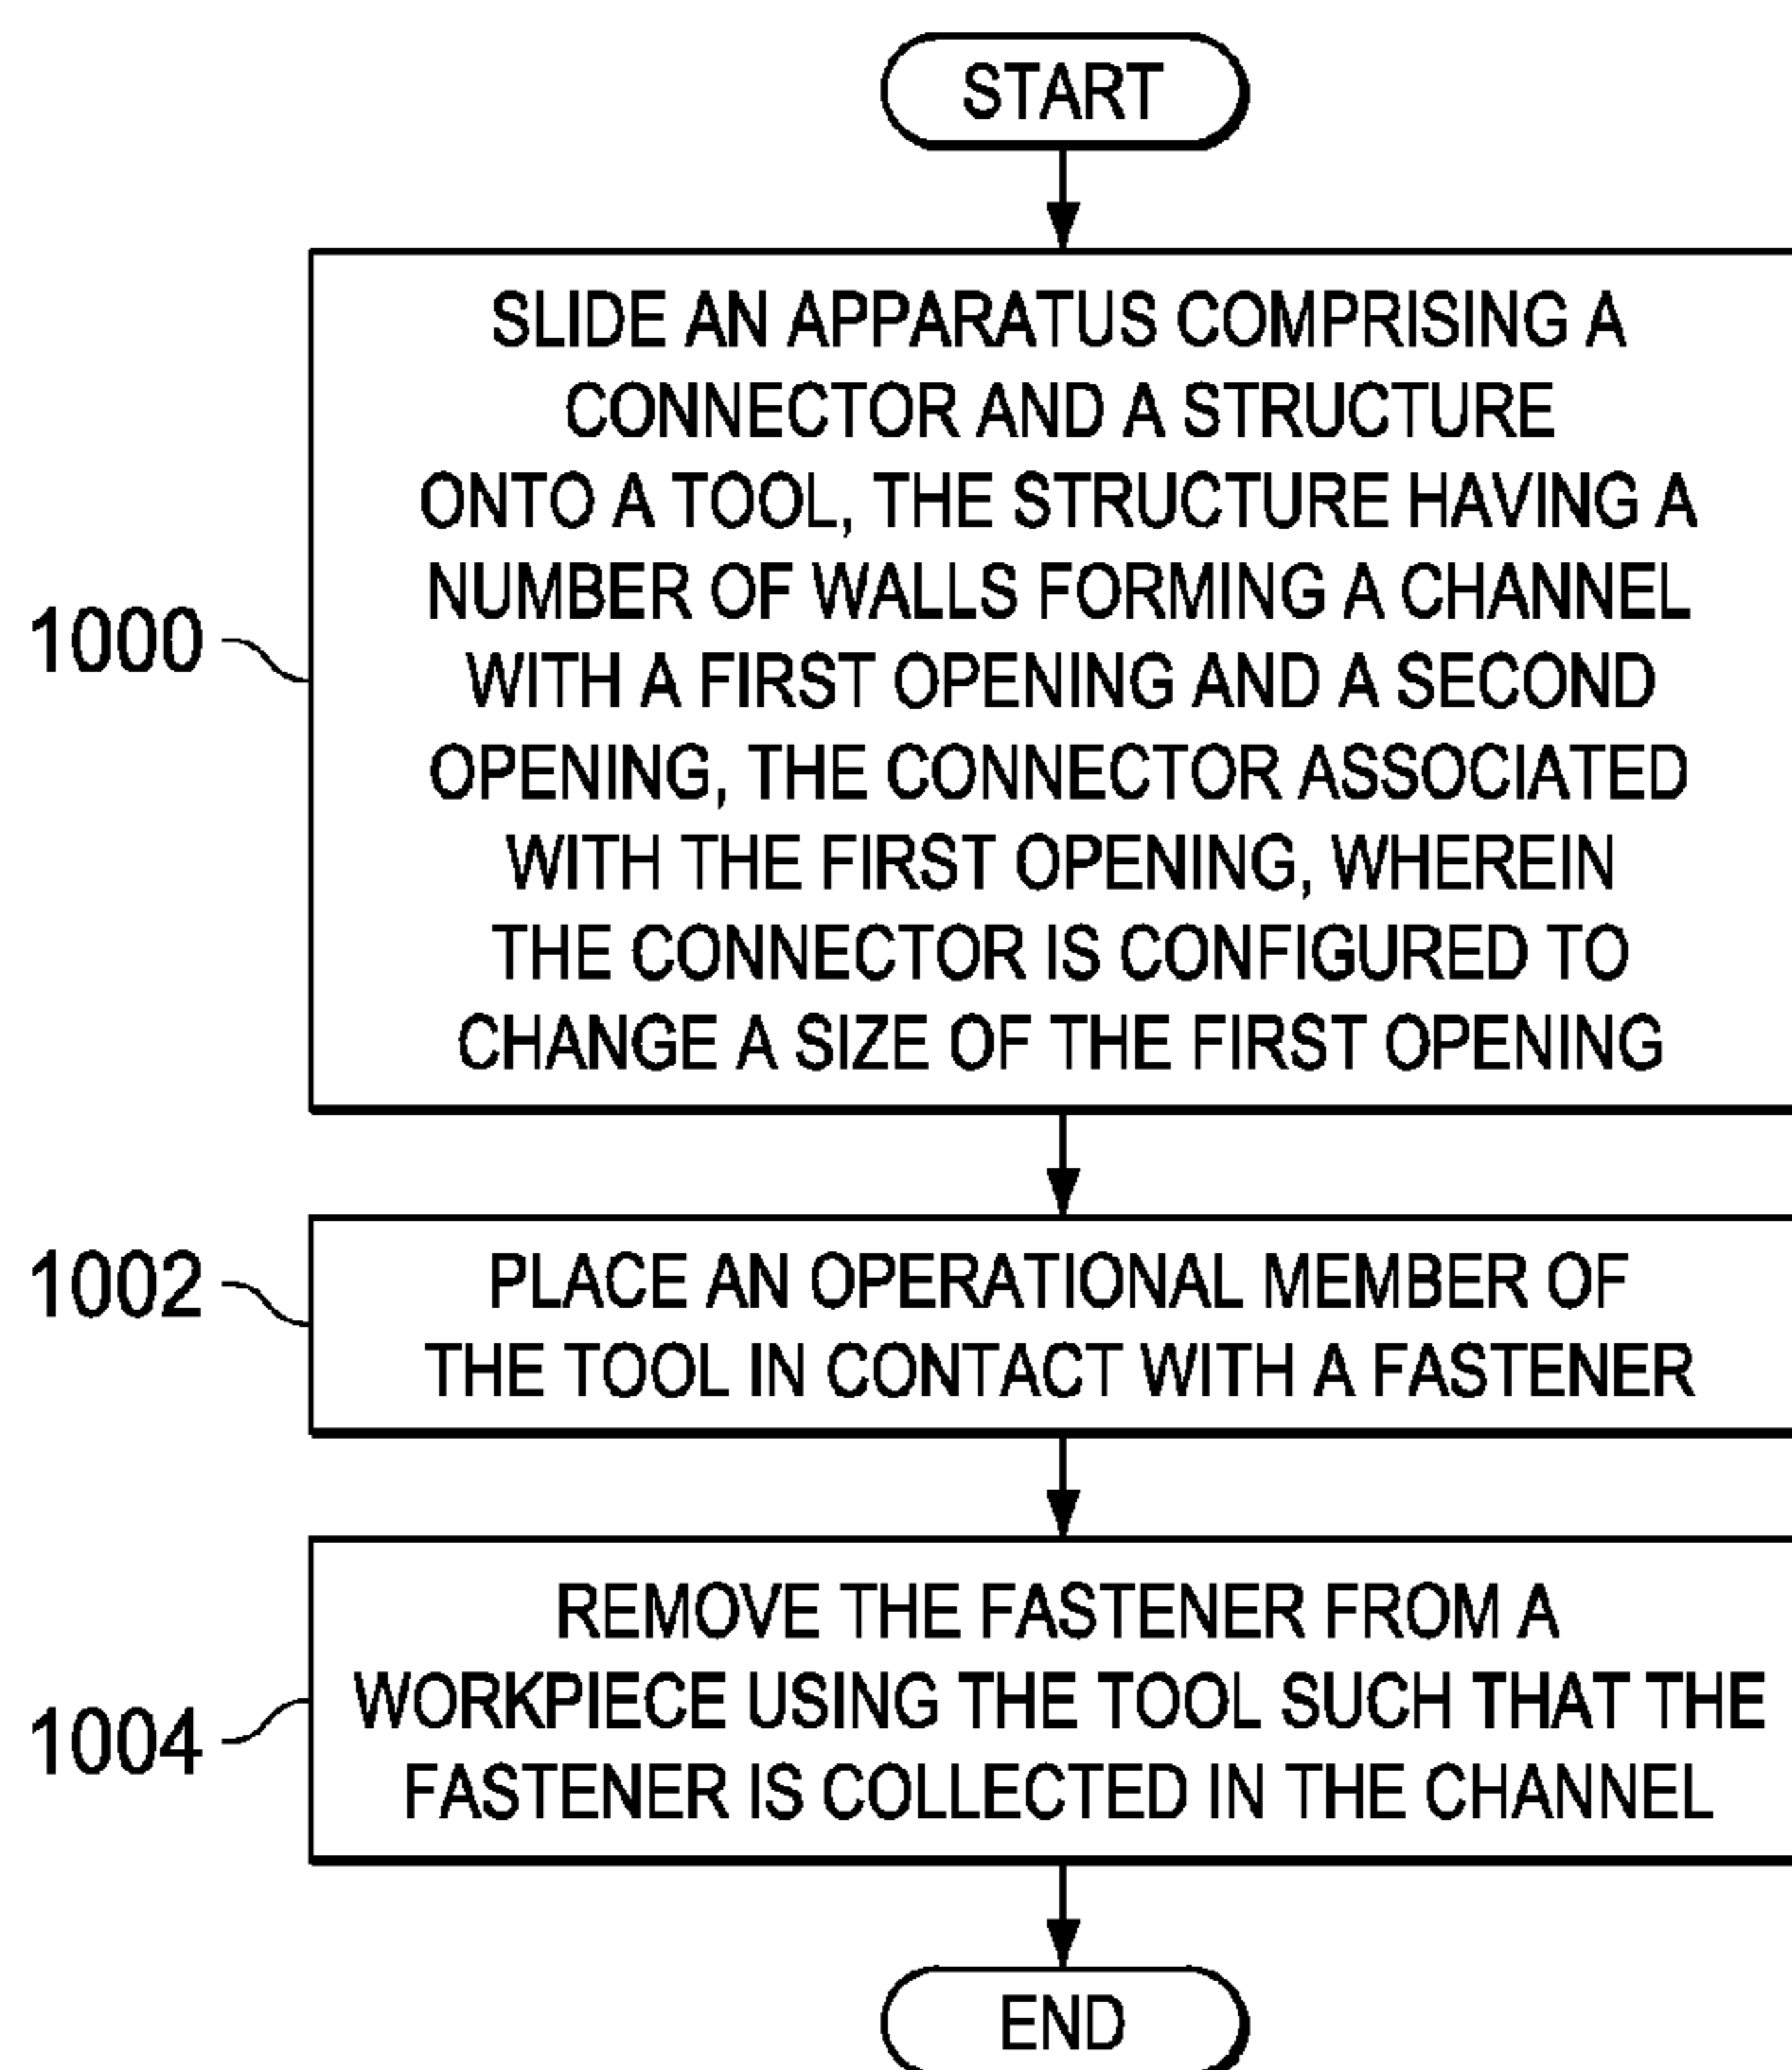 START
SLIDE AN APPARATUS COMPRISING A
CONNECTOR AND A STRUCTURE
ONTO A TOOL, THE STRUCTURE HAVING A
NUMBER OF WALLS FORMING A CHANNEL
1000
WITH A FIRST OPENING AND A SECOND
OPENING, THE CONNECTOR ASSOCIATED
WITH THE FIRST OPENING, WHEREIN
THE CONNECTOR IS CONFIGURED TO
CHANGE A SIZE OF THE FIRST OPENING
1002
PLACE AN OPERATIONAL MEMBER OF
THE TOOL IN CONTACT WITH A FASTENER
REMOVE THE FASTENER FROM A
WORKPIECE USING THE TOOL SUCH THAT THE
1004
FASTENER IS COLLECTED IN THE CHANNEL
END